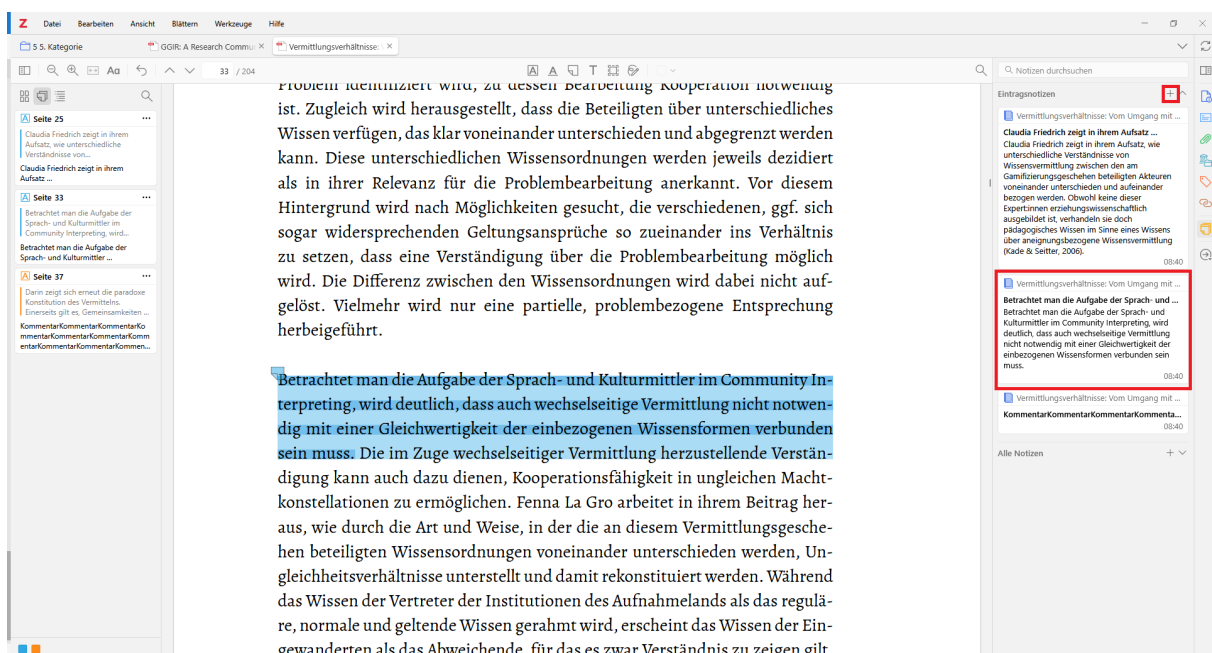 Z Datei Bearbeiten Ansicht Blättern Werkzeuge Hilfe
5 5. Kategorie
GGIR: A Research Commu
Vermittlungsverhältnisse:
33 / 204
Seite 25
Claudia Friedrich zeigt in ihrem
Aufsatz, wie unterschiedliche
Verständnisse von...
Claudia Friedrich zeigt in ihrem
Aufsatz ...
Seite 33
Betrachtet man die Aufgabe der
Sprach- und Kulturmittler im
Community Interpreting, wird...
Betrachtet man die Aufgabe der
Sprach- und Kulturmittler ...
Seite 37
Darin zeigt sich erneut die paradoxe
Konstitution des Vermittelns.
Einerseits gilt es, Gemeinsamkeiten ...
KommentarKommentarKommentarKo
mmentarKommentarKommentarKomm
entarKommentarKommentarKommen...
Problem identifiziert wird, zu dessen Bearbeitung Kooperation notwendig
ist. Zugleich wird herausgestellt, dass die Beteiligten über unterschiedliches
Wissen verfügen, das klar voneinander unterschieden und abgegrenzt werden
kann. Diese unterschiedlichen Wissensordnungen werden jeweils dezidiert
als in ihrer Relevanz für die Problembearbeitung anerkannt. Vor diesem
Hintergrund wird nach Möglichkeiten gesucht, die verschiedenen, ggf. sich
sogar widersprechenden Geltungsansprüche so zueinander ins Verhältnis
zu setzen, dass eine Verständigung über die Problembearbeitung möglich
wird. Die Differenz zwischen den Wissensordnungen wird dabei nicht auf-
gelöst. Vielmehr wird nur eine partielle, problembezogene Entsprechung
herbeigeführt.
Betrachtet man die Aufgabe der Sprach- und Kulturmittler im Community In-
terpreting, wird deutlich, dass auch wechselseitige Vermittlung nicht notwen-
dig mit einer Gleichwertigkeit der einbezogenen Wissensformen verbunden
sein muss. Die im Zuge wechselseitiger Vermittlung herzustellende Verstän-
digung kann auch dazu dienen, Kooperationsfähigkeit in ungleichen Macht-
konstellationen zu ermöglichen. Fenna La Gro arbeitet in ihrem Beitrag her-
aus, wie durch die Art und Weise, in der die an diesem Vermittlungsgesche-
hen beteiligten Wissensordnungen voneinander unterschieden werden, Un-
gleichheitsverhältnisse unterstellt und damit rekonstituiert werden. Während
das Wissen der Vertreter der Institutionen des Aufnahmelands als das regulä-
re, normale und geltende Wissen gerahmt wird, erscheint das Wissen der Ein-
gewanderten als das Abweichende, für das es zwar Verständnis zu zeigen gilt,
Notizen durchsuchen
Eintragsnotizen
Vermittlungsverhältnisse: Vom Umgang mit ...
Claudia Friedrich zeigt in ihrem Aufsatz ...
Claudia Friedrich zeigt in ihrem Aufsatz, wie
unterschiedliche Verständnisse von
Wissensvermittlung zwischen den am
Gamifizierungsgeschehen beteiligten Akteuren
voneinander unterschieden und aufeinander
bezogen werden. Obwohl keine dieser
Expert:innen erziehungswissenschaftlich
ausgebildet ist, verhandeln sie doch
pädagogisches Wissen im Sinne eines Wissens
über aneignungsbezogene Wissensvermittlung
(Kade & Seitter, 2006).
08:40
Vermittlungsverhältnisse: Vom Umgang mit ...
Betrachtet man die Aufgabe der Sprach- und ...
Betrachtet man die Aufgabe der Sprach- und
Kulturmittler im Community Interpreting, wird
deutlich, dass auch wechselseitige Vermittlung
nicht notwendig mit einer Gleichwertigkeit der
einbezogenen Wissensformen verbunden sein
muss.
08:40
Vermittlungsverhältnisse: Vom Umgang mit ...
KommentarKommentarKommentarKommenta...
08:40
Alle Notizen